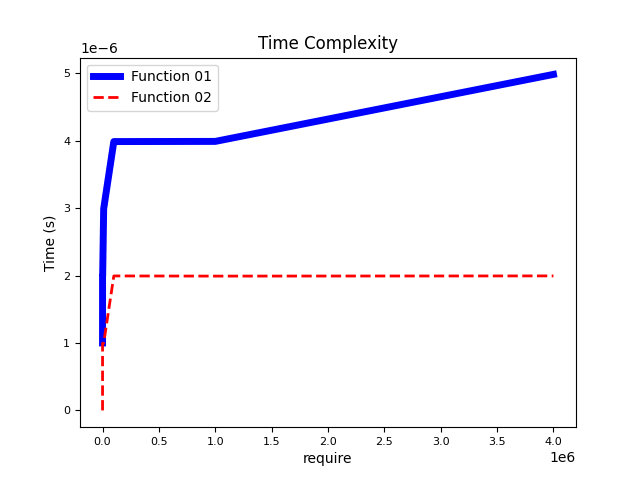 Time Complexity
1e−6
Function 01
Function 02
5
4
3
2
1
0
Time (s)
0.0 0.5 1.0 1.5 2.0 2.5 3.0 3.5 4.0
1e6
require